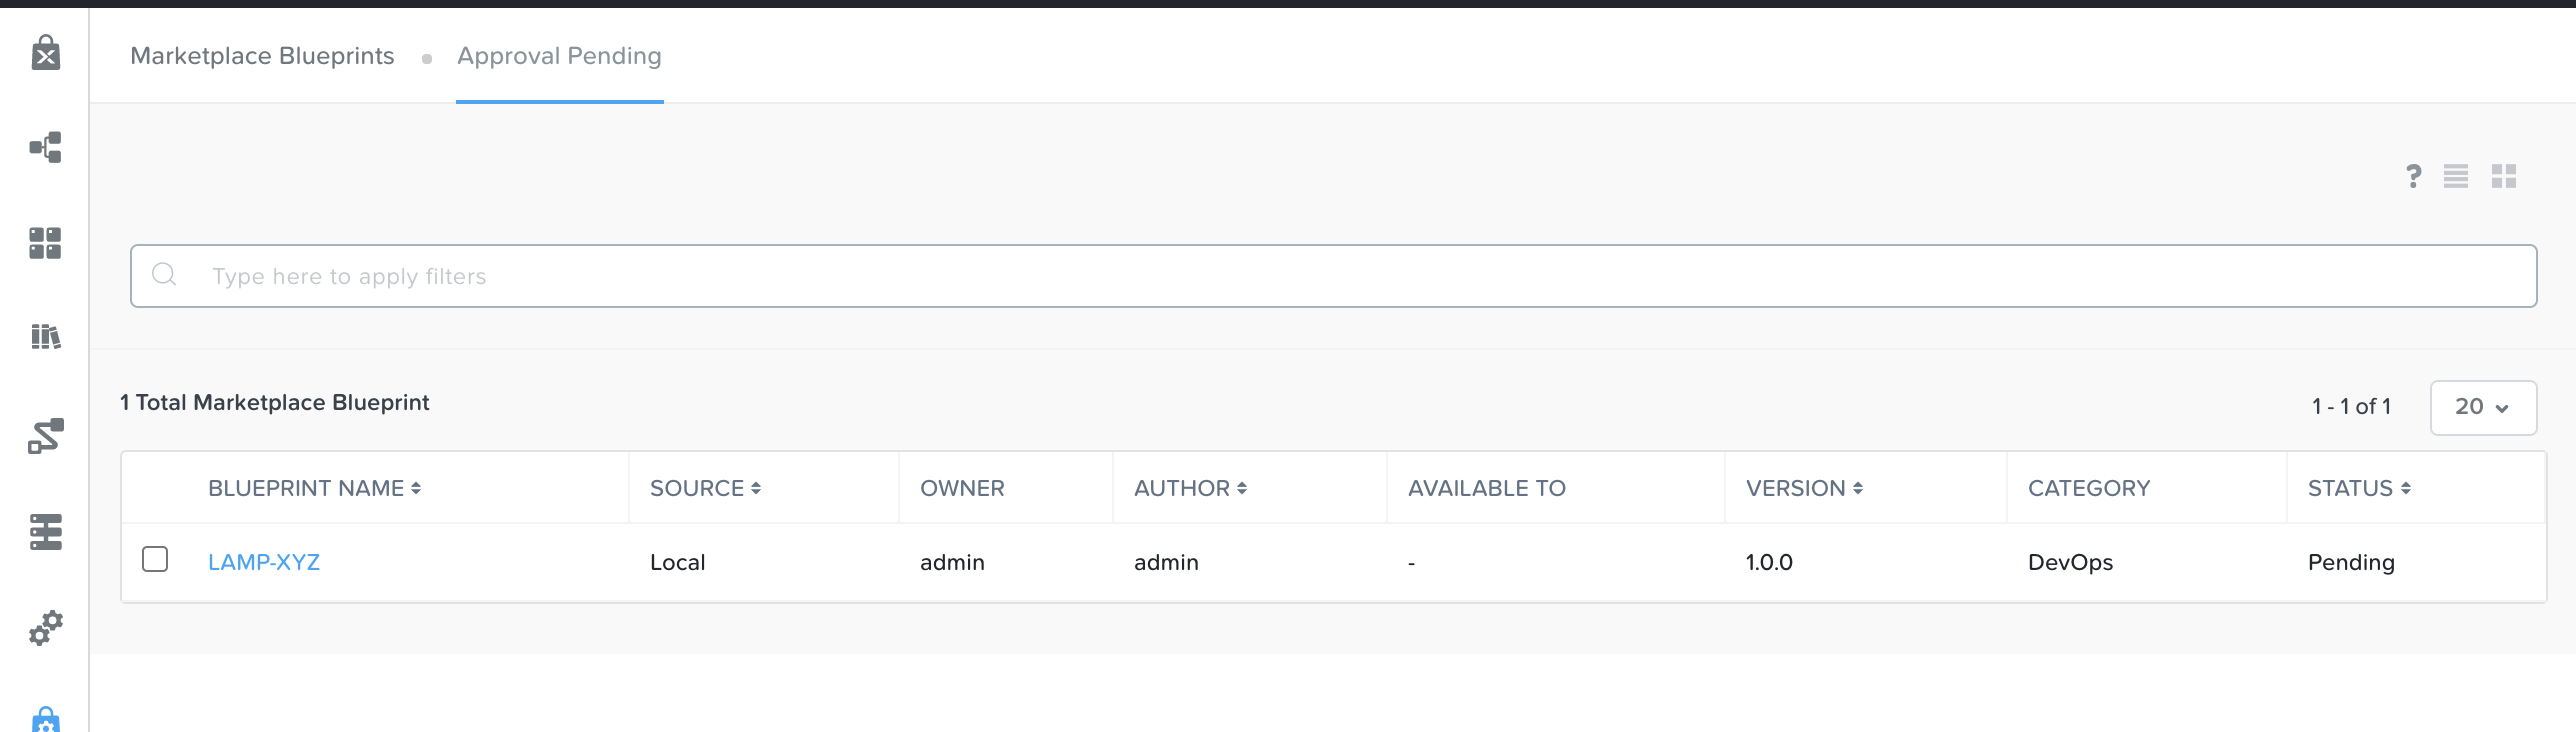 Marketplace Blueprints Approval Pending
?
Type here to apply filters
1 Total Marketplace Blueprint 1 - 1 of 1 20
BLUEPRINT NAME SOURCE OWNER AUTHOR AVAILABLE TO VERSION CATEGORY STATUS
LAMP-XYZ Local admin admin - 1.0.0 DevOps Pending